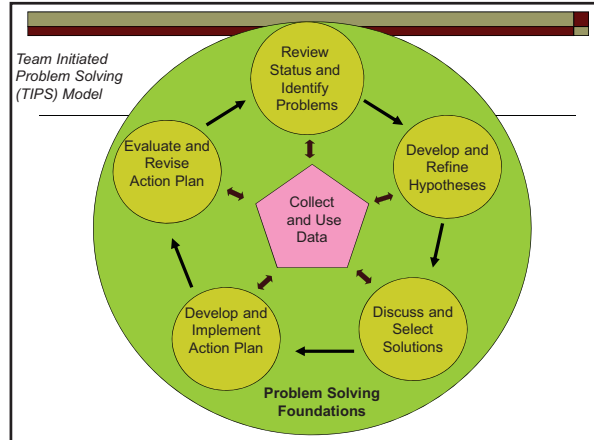 Team Initiated
Problem Solving
(TIPS) Model
Review
Status and
Identify
Problems
Develop and
Refine
Hypotheses
Discuss and
Select
Solutions
Develop and
Implement
Action Plan
Evaluate and
Revise
Action Plan
Collect
and Use
Data
Problem Solving
Foundations